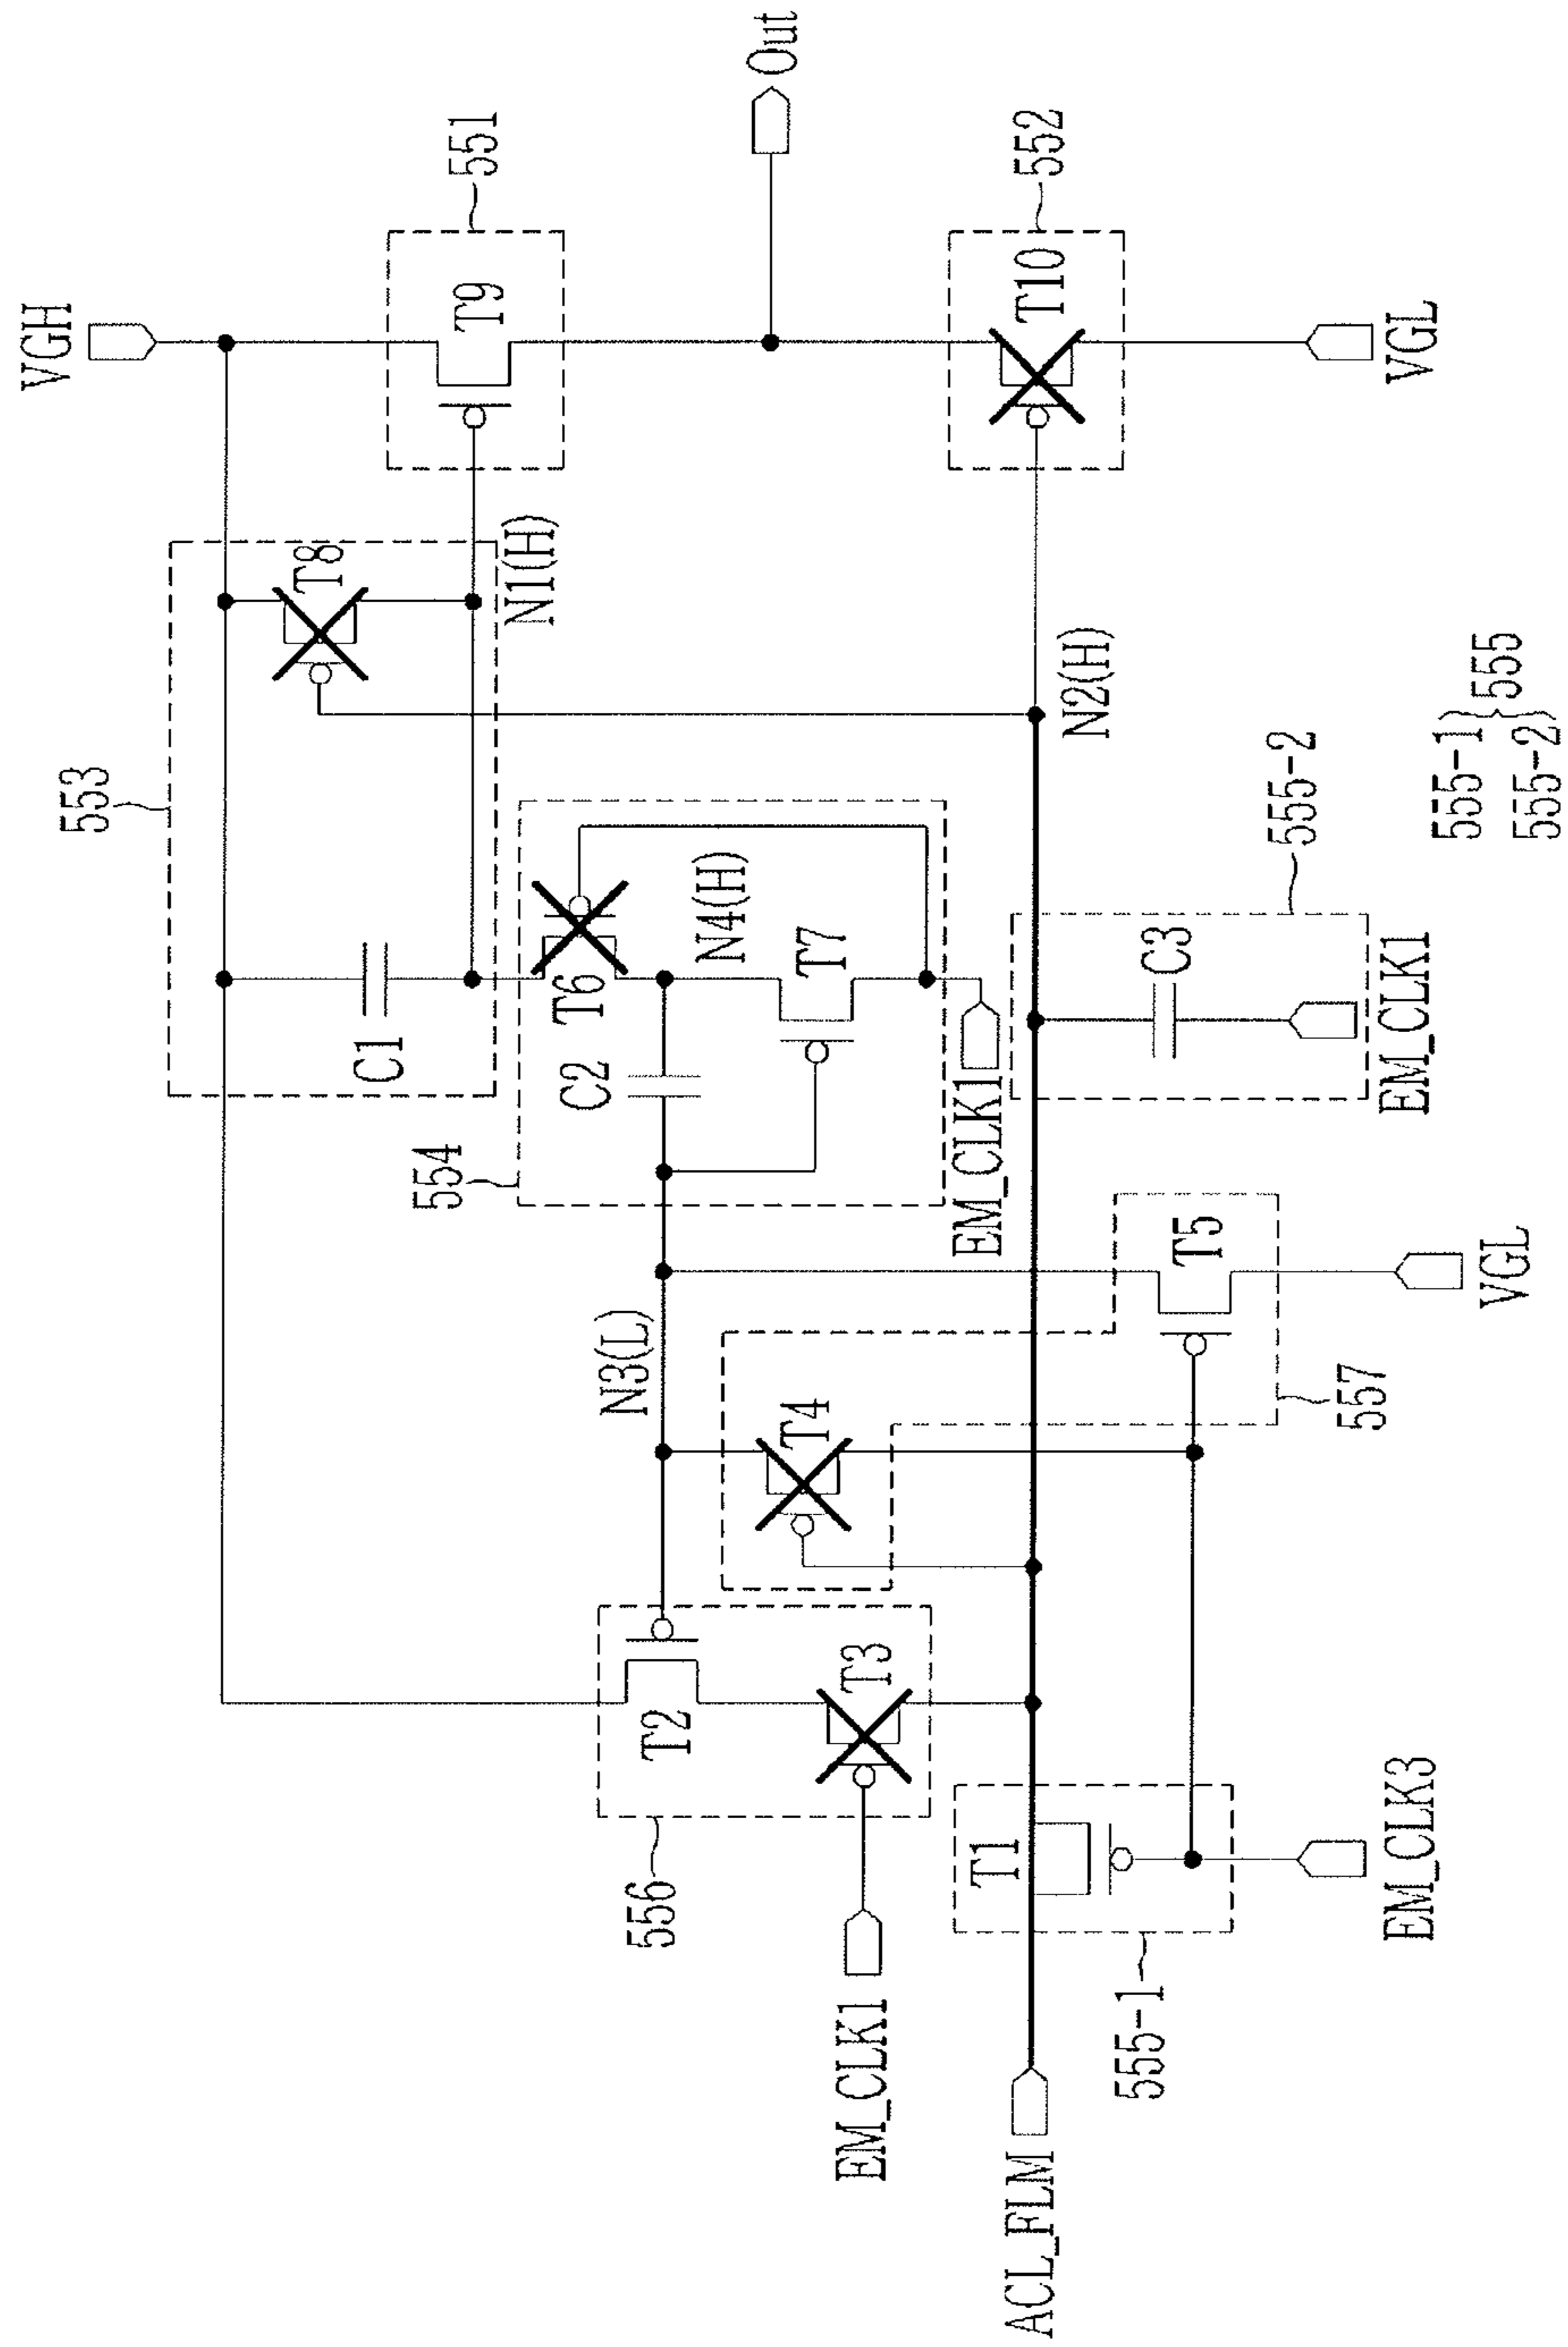 VGH
551
T9
Out
552
T10
VGL
553
T8
N1(H)
C1
N2(H)
554
T6
N4(H)
C2
T7
EM_CLK1
555-2
C3
EM_CLK1
555-1
555-2
555
N3(L)
T4
T5
VGL
557
556
T2
T3
EM_CLK1
T1
555-1
EM_CLK3
ACL_FLM